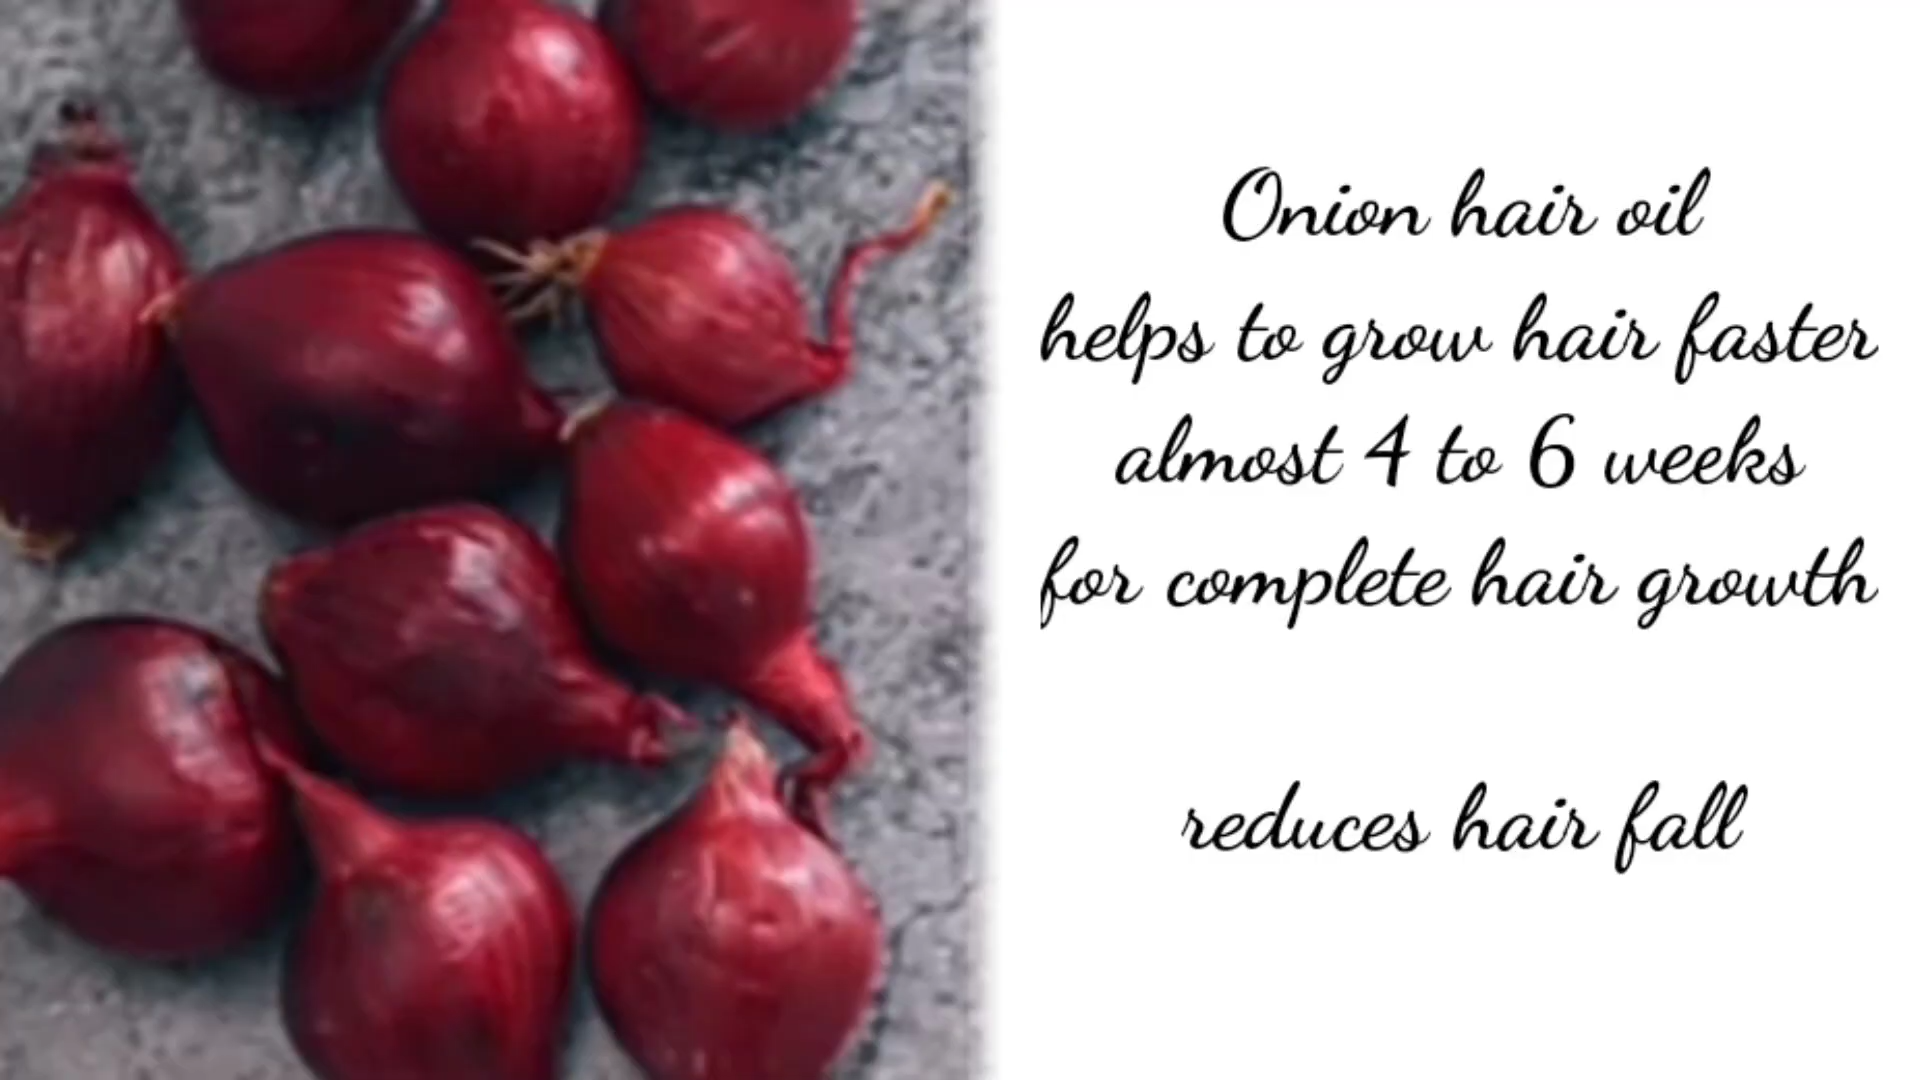 Onion hair oil
helps to grow hair faster
almost 4 to 6 weeks
for complete hair growth
reduces hair fall